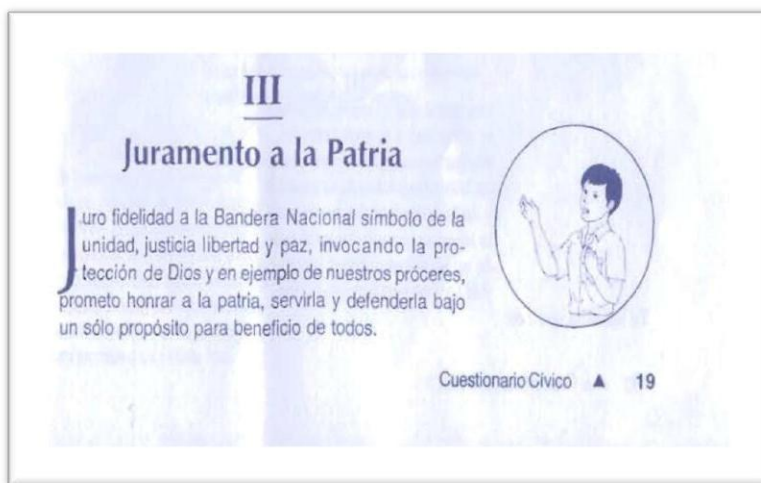 III
Juramento a la Patria
Juro fidelidad a la Bandera Nacional símbolo de la
unidad, justicia libertad y paz, invocando la pro-
tección de Dios y en ejemplo de nuestros próceres,
prometo honrar a la patria, servirla y defenderla bajo
un sólo propósito para beneficio de todos.
Cuestionario Cívico ▲ 19